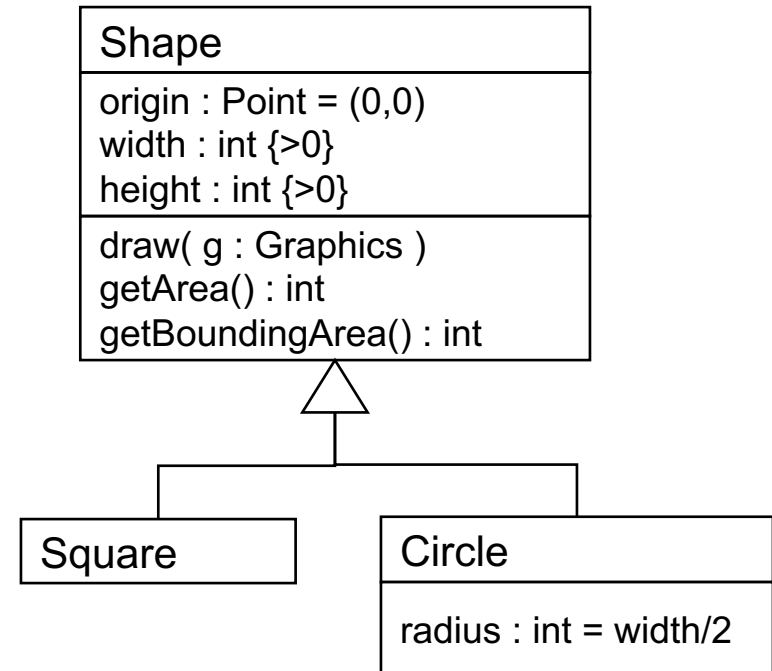 Shape
origin : Point = (0,0)
width : int {>0}
height : int {>0}
draw( g : Graphics )
getArea() : int
getBoundingArea() : int
Square
Circle
radius : int = width/2